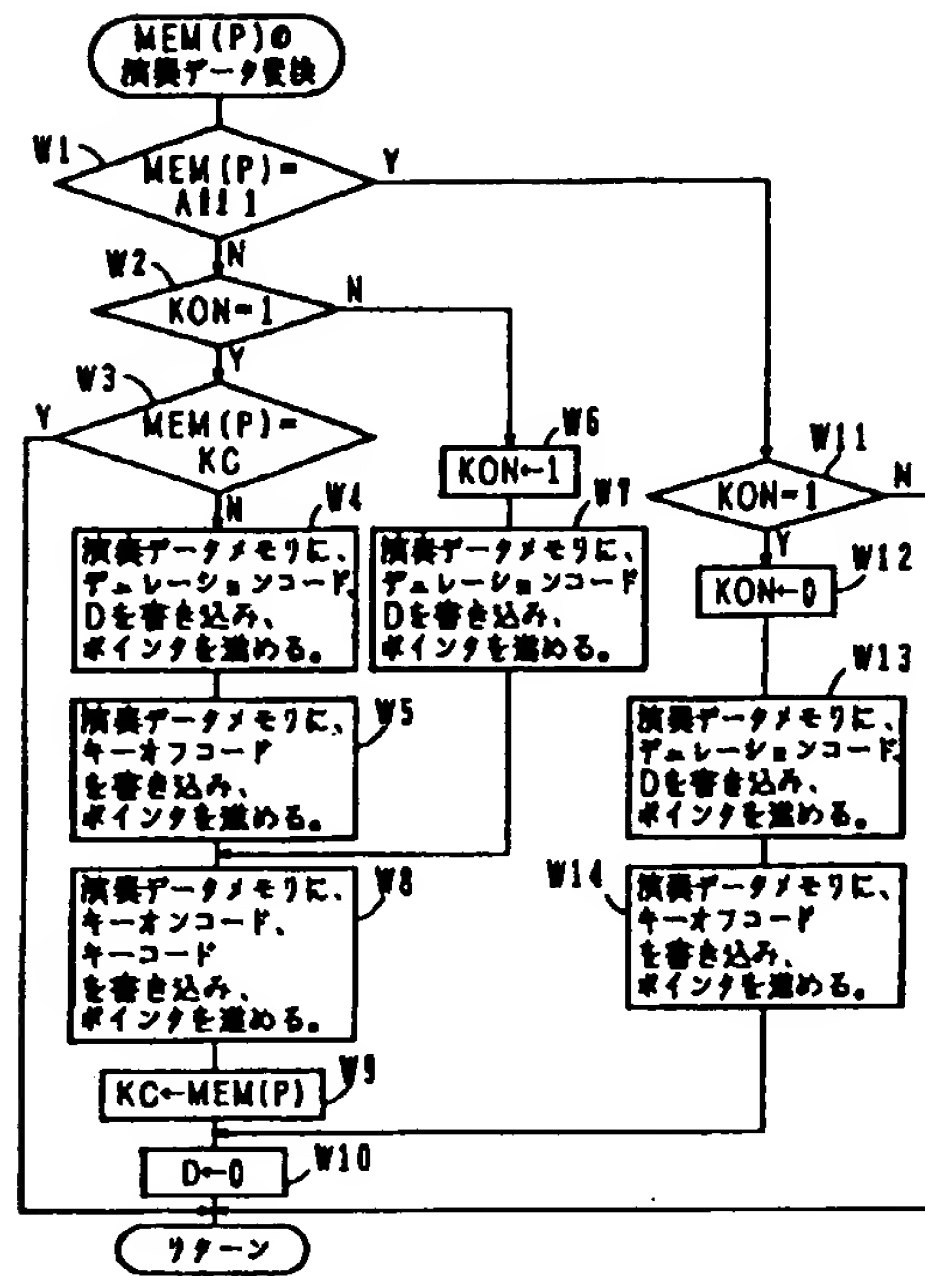 MEM(P)の
演奏データ変換
W1
MEM(P)=
All 1
Y
N
W2
KON=1
N
Y
W3
MEM(P)=
KC
Y
N
W4
演奏データメモリに、
デュレーションコード、
Dを書き込み、
ポインタを進める。
W5
演奏データメモリに、
キーオフコード
を書き込み、
ポインタを進める。
W6
KON←1
W7
演奏データメモリに、
デュレーションコード
Dを書き込み、
ポインタを進める。
W8
演奏データメモリに、
キーオンコード、
キーコード
を書き込み、
ポインタを進める。
W9
KC←MEM(P)
W10
D←0
W11
KON=1
N
Y
W12
KON←0
W13
演奏データメモリに、
デュレーションコード、
Dを書き込み、
ポインタを進める。
W14
演奏データメモリに、
キーオフコード
を書き込み、
ポインタを進める。
リターン